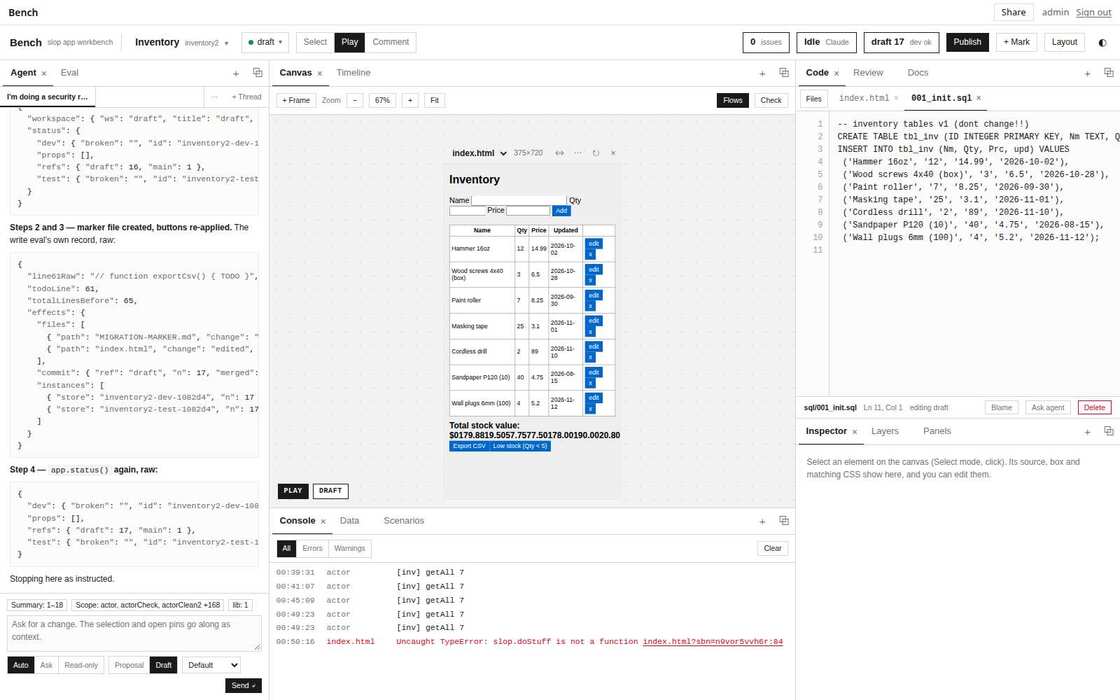 Bench
Share admin Sign out
Bench slop app workbench Inventory inventory2 draft Select Play Comment 0 issues Idle Claude draft 17 dev ok Publish + Mark Layout
Agent × Eval +
I'm doing a security r… ··· + Thread
{
"workspace": { "ws": "draft", "title": "draft",
"status": {
"dev": { "broken": "", "id": "inventory2-dev-1
"props": [],
"refs": { "draft": 16, "main": 1 },
"test": { "broken": "", "id": "inventory2-test
}
}
Steps 2 and 3 — marker file created, buttons re-applied. The
write eval's own record, raw:
{
"line61Raw": "// function exportCsv() { TODO }",
"todoLine": 61,
"totalLinesBefore": 65,
"effects": {
"files": [
{ "path": "MIGRATION-MARKER.md", "change": "
{ "path": "index.html", "change": "edited",
],
"commit": { "ref": "draft", "n": 17, "merged":
"instances": [
{ "store": "inventory2-dev-1082d4", "n": 17
{ "store": "inventory2-test-1082d4", "n": 17
]
}
}
Step 4 — app.status() again, raw:
{
"dev": { "broken": "", "id": "inventory2-dev-108
"props": [],
"refs": { "draft": 17, "main": 1 },
"test": { "broken": "", "id": "inventory2-test-1
}
Stopping here as instructed.
Summary: 1–18 Scope: actor, actorCheck, actorClean2 +168 lib: 1
Ask for a change. The selection and open pins go along as
context.
Auto Ask Read-only Proposal Draft Default
Send
Canvas × Timeline +
+ Frame Zoom − 67% + Fit Flows Check
index.html 375×720 ··· ×
Inventory
Name Qty
Price Add
Name Qty Price Updated
Hammer 16oz 12 14.99 2026-10-
02 edit
x
Wood screws 4x40
(box) 3 6.5 2026-10-
28 edit
x
Paint roller 7 8.25 2026-09-
30 edit
x
Masking tape 25 3.1 2026-11-
01 edit
x
Cordless drill 2 89 2026-11-
10 edit
x
Sandpaper P120 (10) 40 4.75 2026-08-
15 edit
x
Wall plugs 6mm (100) 4 5.2 2026-11-
12 edit
x
Total stock value:
$0179.8819.5057.7577.50178.00190.0020.80
Export CSV Low stock (Qty < 5)
PLAY DRAFT
Console × Data Scenarios +
All Errors Warnings Clear
00:39:31 actor [inv] getAll 7
00:41:07 actor [inv] getAll 7
00:45:09 actor [inv] getAll 7
00:49:23 actor [inv] getAll 7
00:49:23 actor [inv] getAll 7
00:50:16 index.html Uncaught TypeError: slop.doStuff is not a function index.html?sbn=n9vor5vvh6r:84
Code × Review Docs +
Files index.html × 001_init.sql ×
1 -- inventory tables v1 (dont change!!)
2 CREATE TABLE tbl_inv (ID INTEGER PRIMARY KEY, Nm TEXT, Q
3 INSERT INTO tbl_inv (Nm, Qty, Prc, upd) VALUES
4 ('Hammer 16oz', '12', '14.99', '2026-10-02'),
5 ('Wood screws 4x40 (box)', '3', '6.5', '2026-10-28'),
6 ('Paint roller', '7', '8.25', '2026-09-30'),
7 ('Masking tape', '25', '3.1', '2026-11-01'),
8 ('Cordless drill', '2', '89', '2026-11-10'),
9 ('Sandpaper P120 (10)', '40', '4.75', '2026-08-15'),
10 ('Wall plugs 6mm (100)', '4', '5.2', '2026-11-12');
11
sql/001_init.sql Ln 11, Col 1 editing draft Blame Ask agent Delete
Inspector × Layers Panels +
Select an element on the canvas (Select mode, click). Its source, box and
matching CSS show here, and you can edit them.